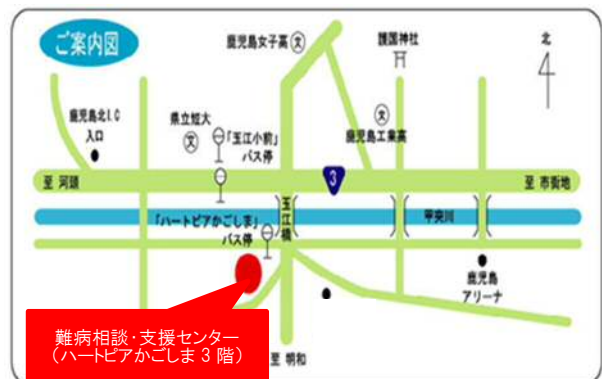 ご案内図
鹿児島女子高
文
護国神社
北
鹿児島北I.C
入口
県立短大
文
「玉江小前」
バス停
文
鹿児島工業高
至 河頭
3
至 市街地
玉江橋
甲突川
「ハートピアかごしま」
バス停
鹿児島
アリーナ
難病相談・支援センター
（ハートピアかごしま 3 階）
至 明和